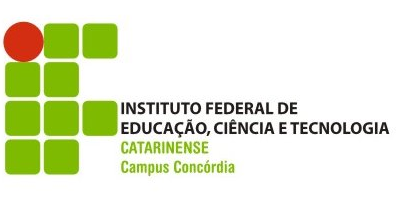 INSTITUTO FEDERAL DE
EDUCAÇÃO, CIÊNCIA E TECNOLOGIA
CATARINENSE
Campus Concórdia